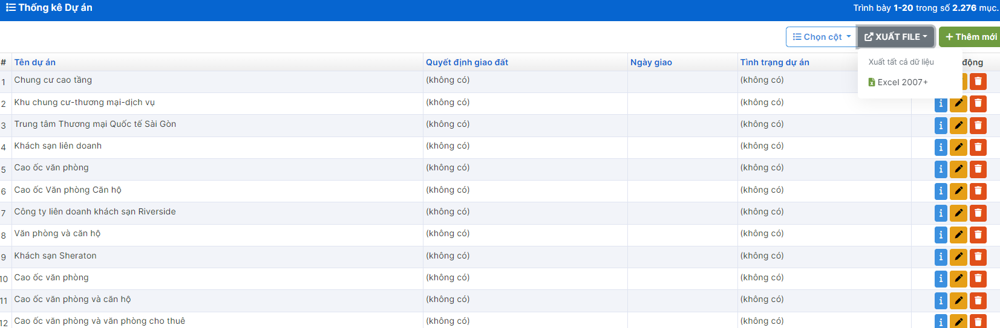 Thống kê Dự án
Trình bày 1-20 trong số 2.276 mục.
Chọn cột XUẤT FILE Thêm mới
# Tên dự án Quyết định giao đất Ngày giao Tình trạng dự án động
Xuất tất cả dữ liệu
Excel 2007+
1 Chung cư cao tầng (không có) (không có)
2 Khu chung cư-thương mại-dịch vụ (không có) (không có)
3 Trung tâm Thương mại Quốc tế Sài Gòn (không có) (không có)
4 Khách sạn liên doanh (không có) (không có)
5 Cao ốc văn phòng (không có) (không có)
6 Cao ốc Văn phòng Căn hộ (không có) (không có)
7 Công ty liên doanh khách sạn Riverside (không có) (không có)
8 Văn phòng và căn hộ (không có) (không có)
9 Khách sạn Sheraton (không có) (không có)
10 Cao ốc văn phòng (không có) (không có)
11 Cao ốc văn phòng và căn hộ (không có) (không có)
12 Cao ốc văn phòng và văn phòng cho thuê (không có) (không có)